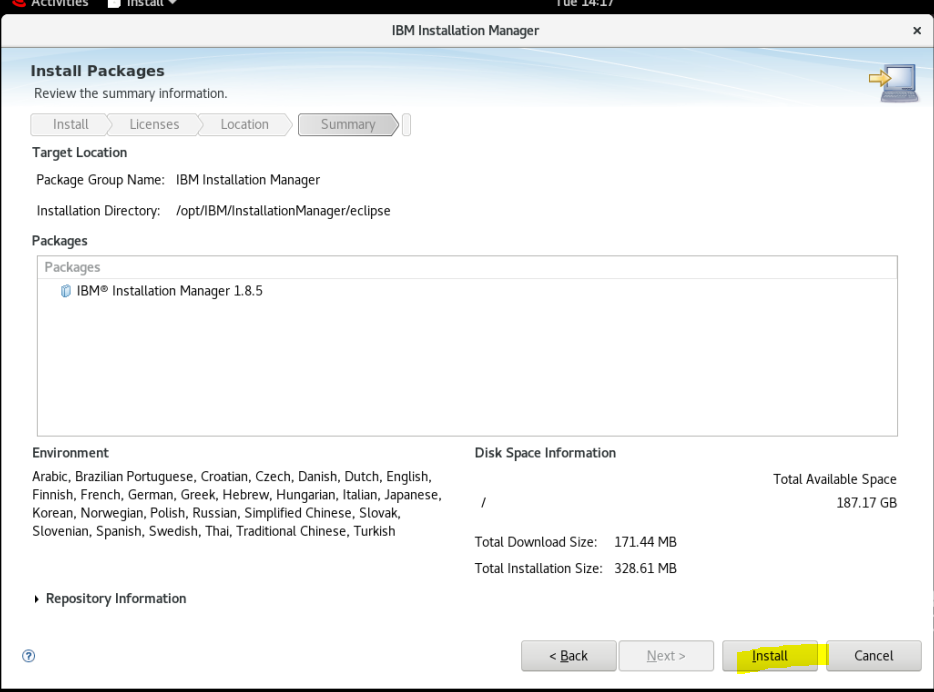 Activities Install Tue 14:17
IBM Installation Manager
Install Packages
Review the summary information.
Install Licenses Location Summary
Target Location
Package Group Name: IBM Installation Manager
Installation Directory: /opt/IBM/InstallationManager/eclipse
Packages
Packages
IBM® Installation Manager 1.8.5
Environment
Arabic, Brazilian Portuguese, Croatian, Czech, Danish, Dutch, English,
Finnish, French, German, Greek, Hebrew, Hungarian, Italian, Japanese,
Korean, Norwegian, Polish, Russian, Simplified Chinese, Slovak,
Slovenian, Spanish, Swedish, Thai, Traditional Chinese, Turkish
Disk Space Information
Total Available Space
/ 187.17 GB
Total Download Size: 171.44 MB
Total Installation Size: 328.61 MB
Repository Information
? < Back Next > Install Cancel